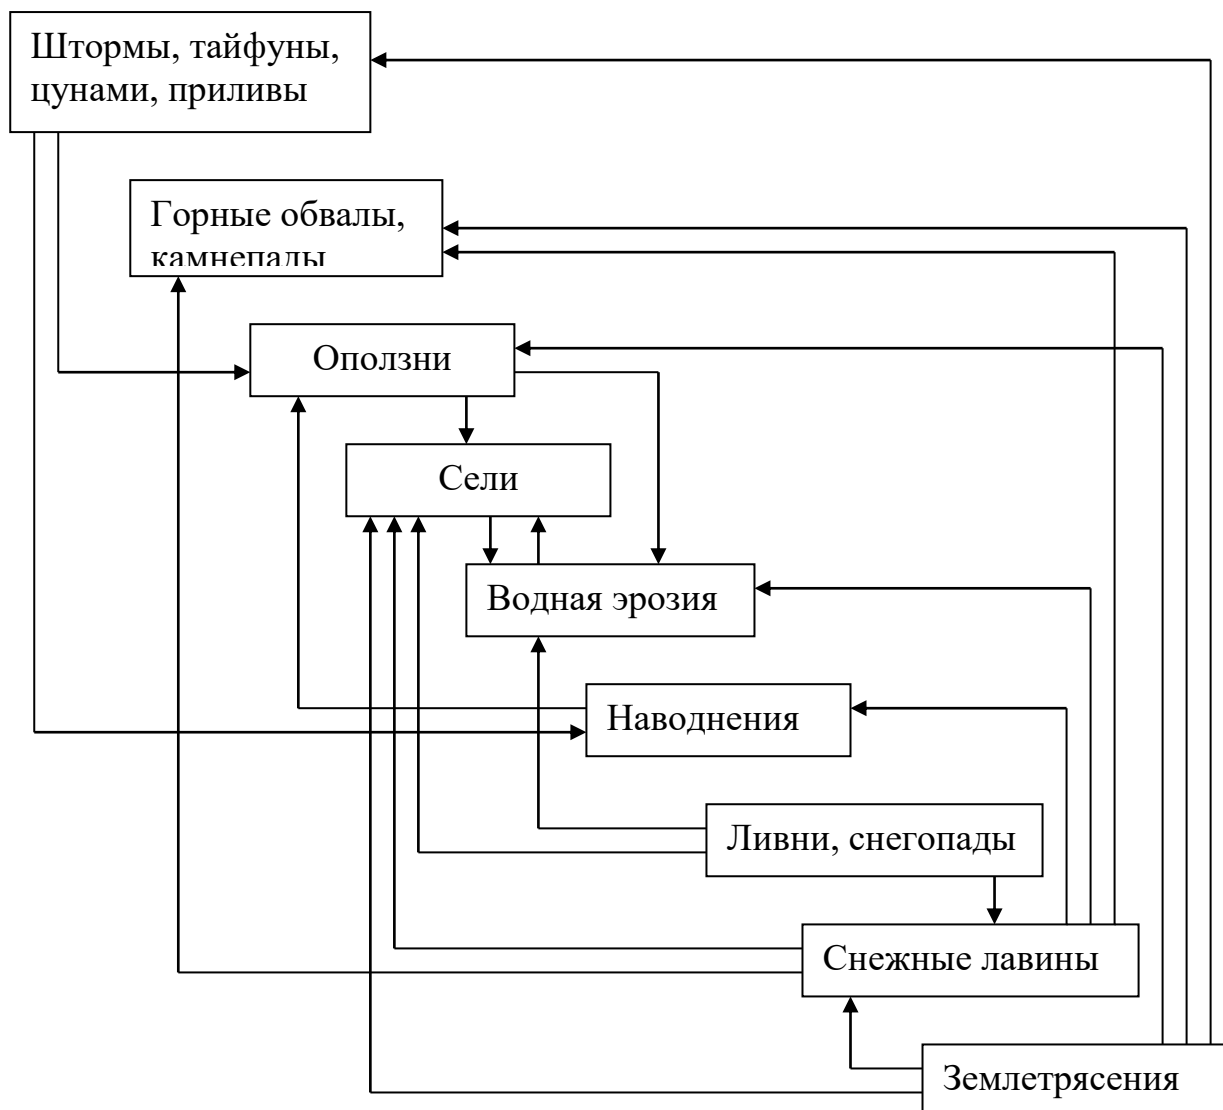 Штормы, тайфуны,
цунами, приливы
Горные обвалы,
камнепады
Оползни
Сели
Водная эрозия
Наводнения
Ливни, снегопады
Снежные лавины
Землетрясения